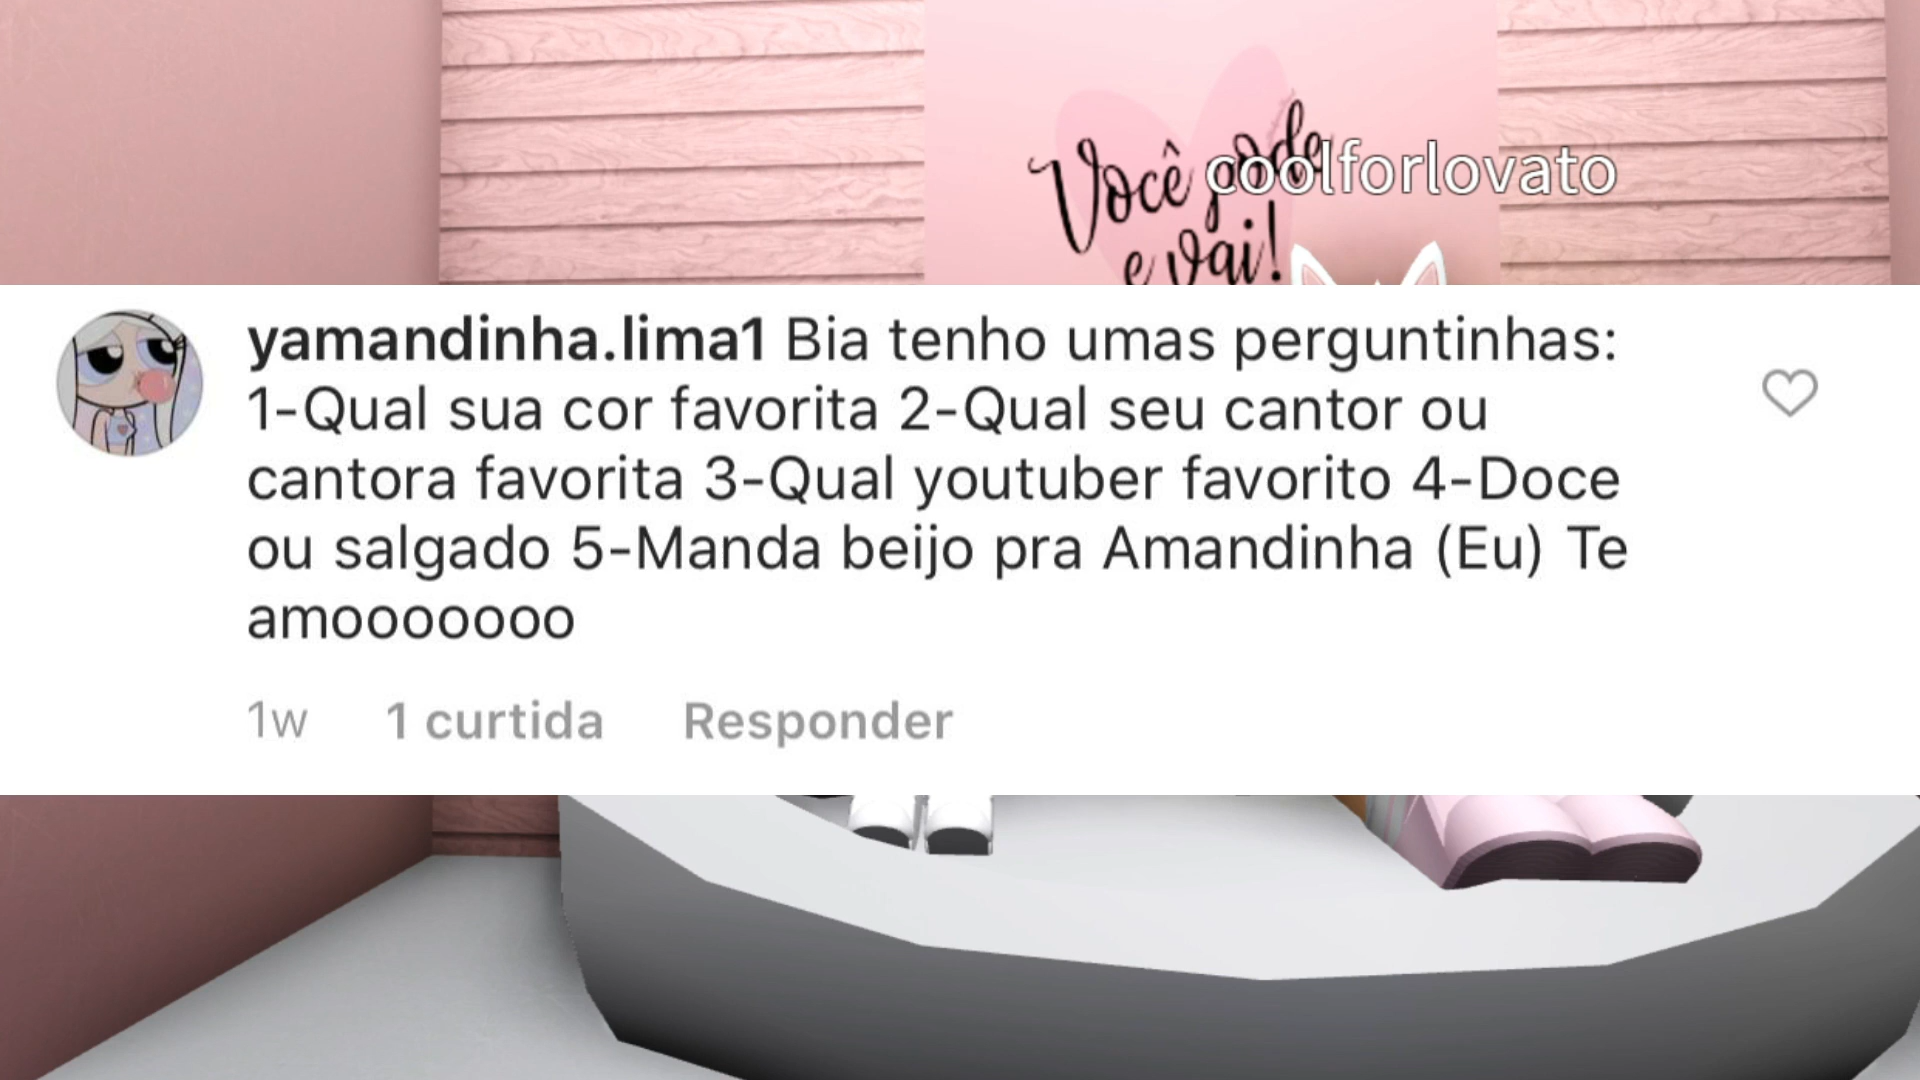 Você pode
coolforlovato
e vai!
yamandinha.lima1 Bia tenho umas perguntinhas:
1-Qual sua cor favorita 2-Qual seu cantor ou
cantora favorita 3-Qual youtuber favorito 4-Doce
ou salgado 5-Manda beijo pra Amandinha (Eu) Te
amooooooo
1w 1 curtida Responder